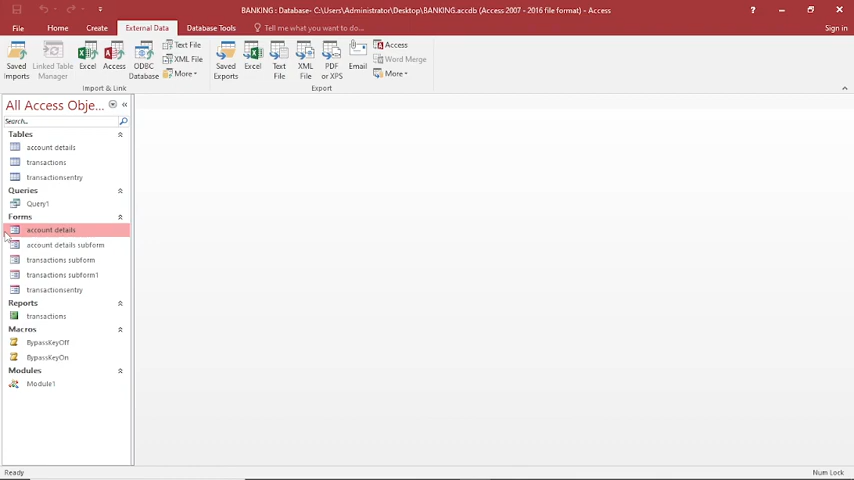 BANKING : Database- C:\Users\Administrator\Desktop\BANKING.accdb (Access 2007 - 2016 file format) - Access
?
File
Home
Create
External Data
Database Tools
Tell me what you want to do...
Sign in
Saved Imports
Linked Table Manager
Excel
Access
ODBC Database
Text File
XML File
More
Import & Link
Saved Exports
Excel
Text File
XML File
PDF or XPS
Email
Access
Word Merge
More
Export
All Access Obje...
Search...
Tables
account details
transactions
transactionsentry
Queries
Query1
Forms
account details
account details subform
transactions subform
transactions subform1
transactionsentry
Reports
transactions
Macros
BypassKeyOff
BypassKeyOn
Modules
Module1
Ready
Num Lock